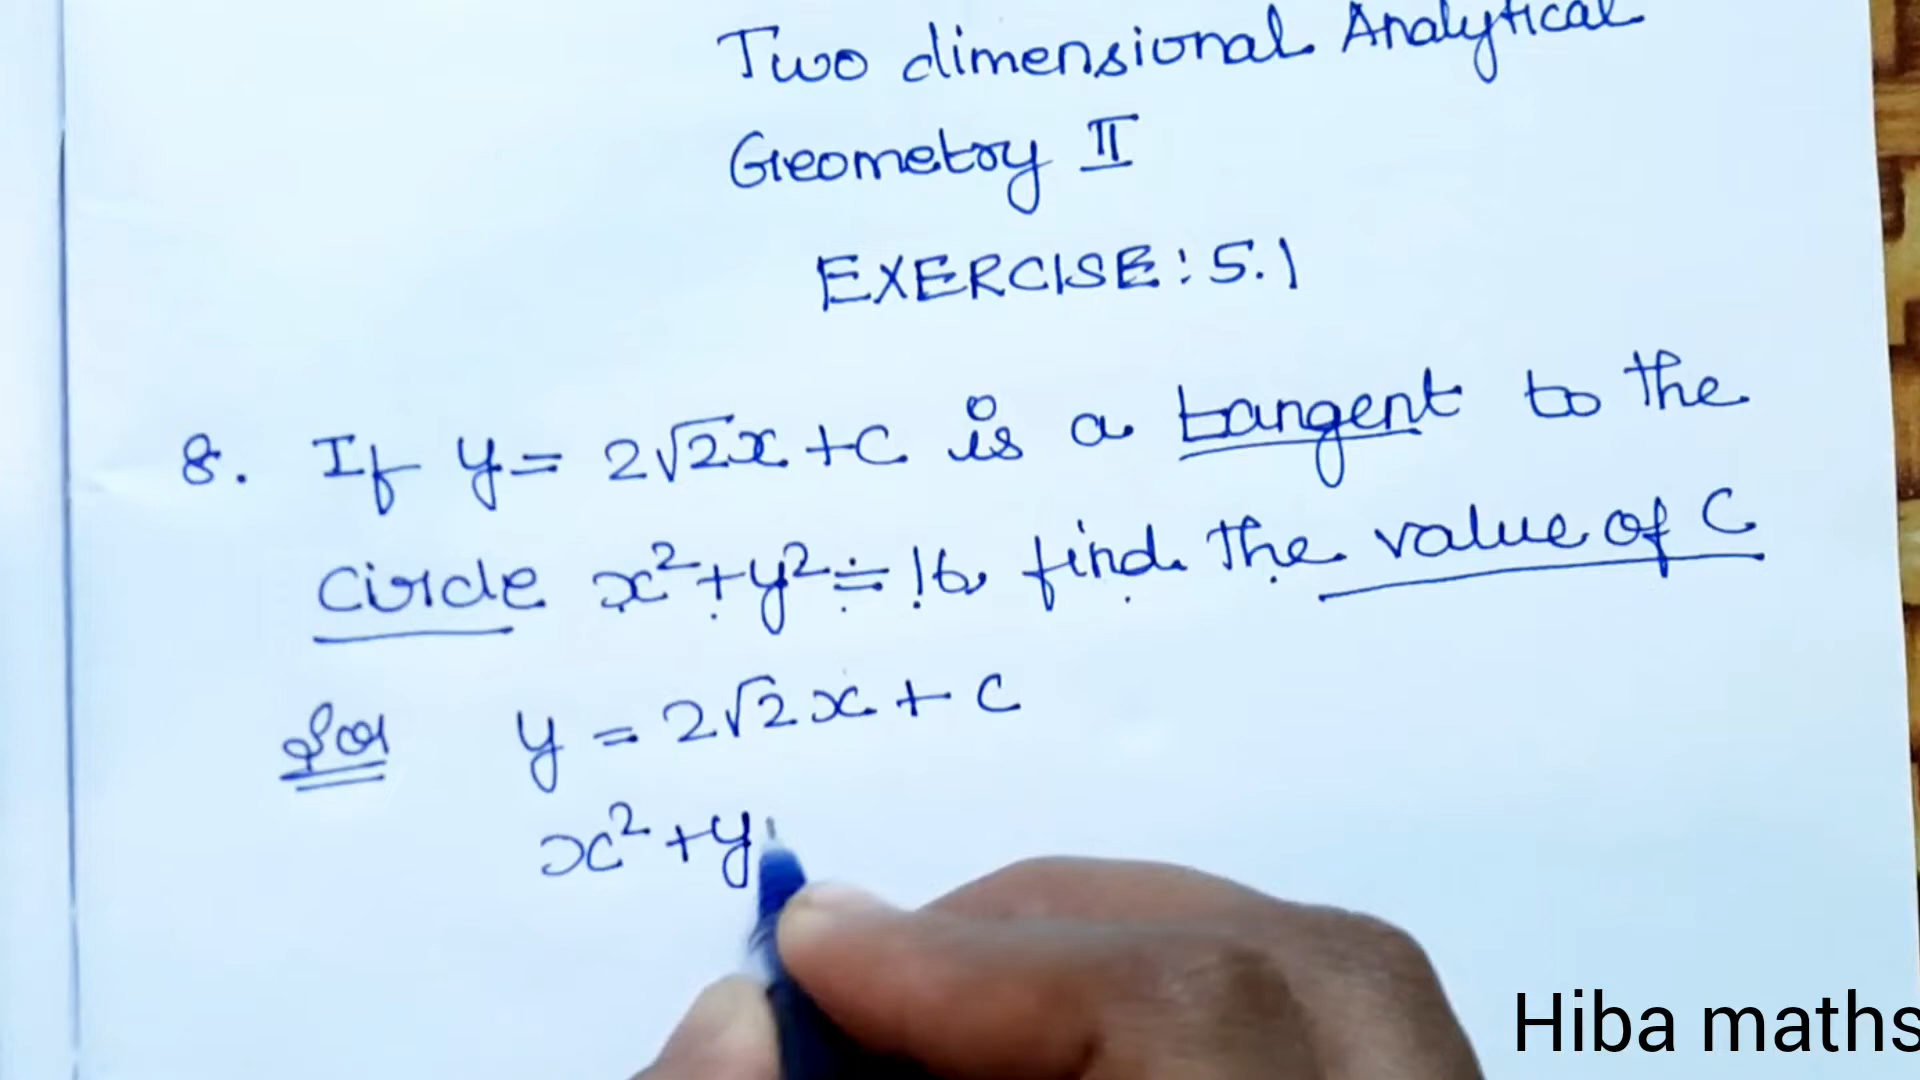 Two dimensional Analytical
Geometry II
EXERCISE: 5.1
8. If y = 2√2x + c is a tangent to the
circle x² + y² = 16 find the value of c
Sol y = 2√2x + c
x² + y
Hiba maths